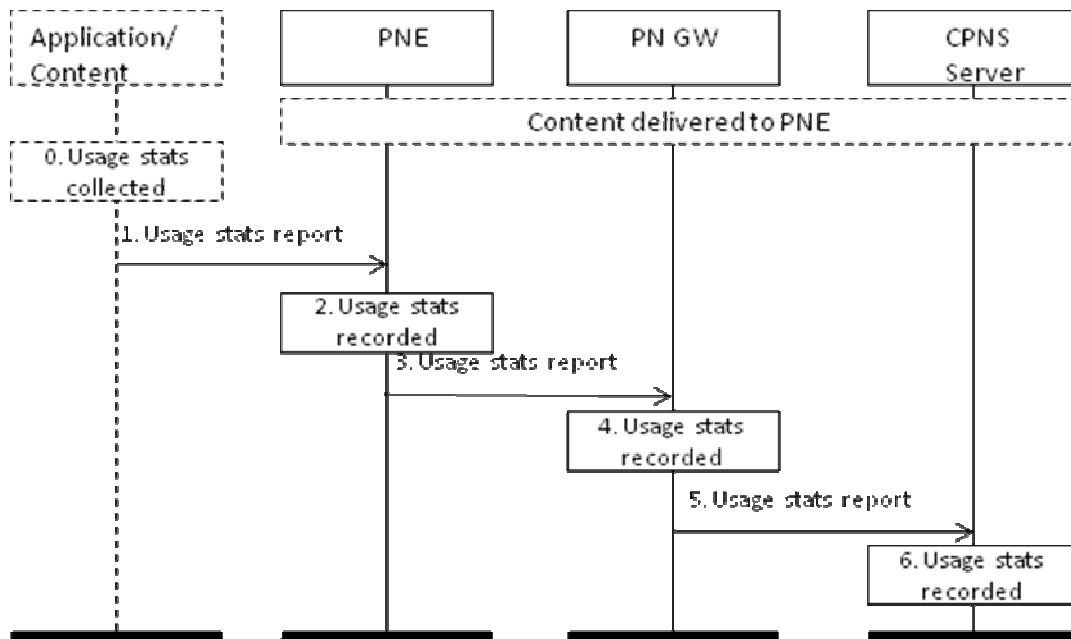 Application/
Content
PNE
PN GW
CPNS
Server
Content delivered to PNE
0. Usage stats
collected
1. Usage stats report
2. Usage stats
recorded
3. Usage stats report
4. Usage stats
recorded
5. Usage stats report
6. Usage stats
recorded